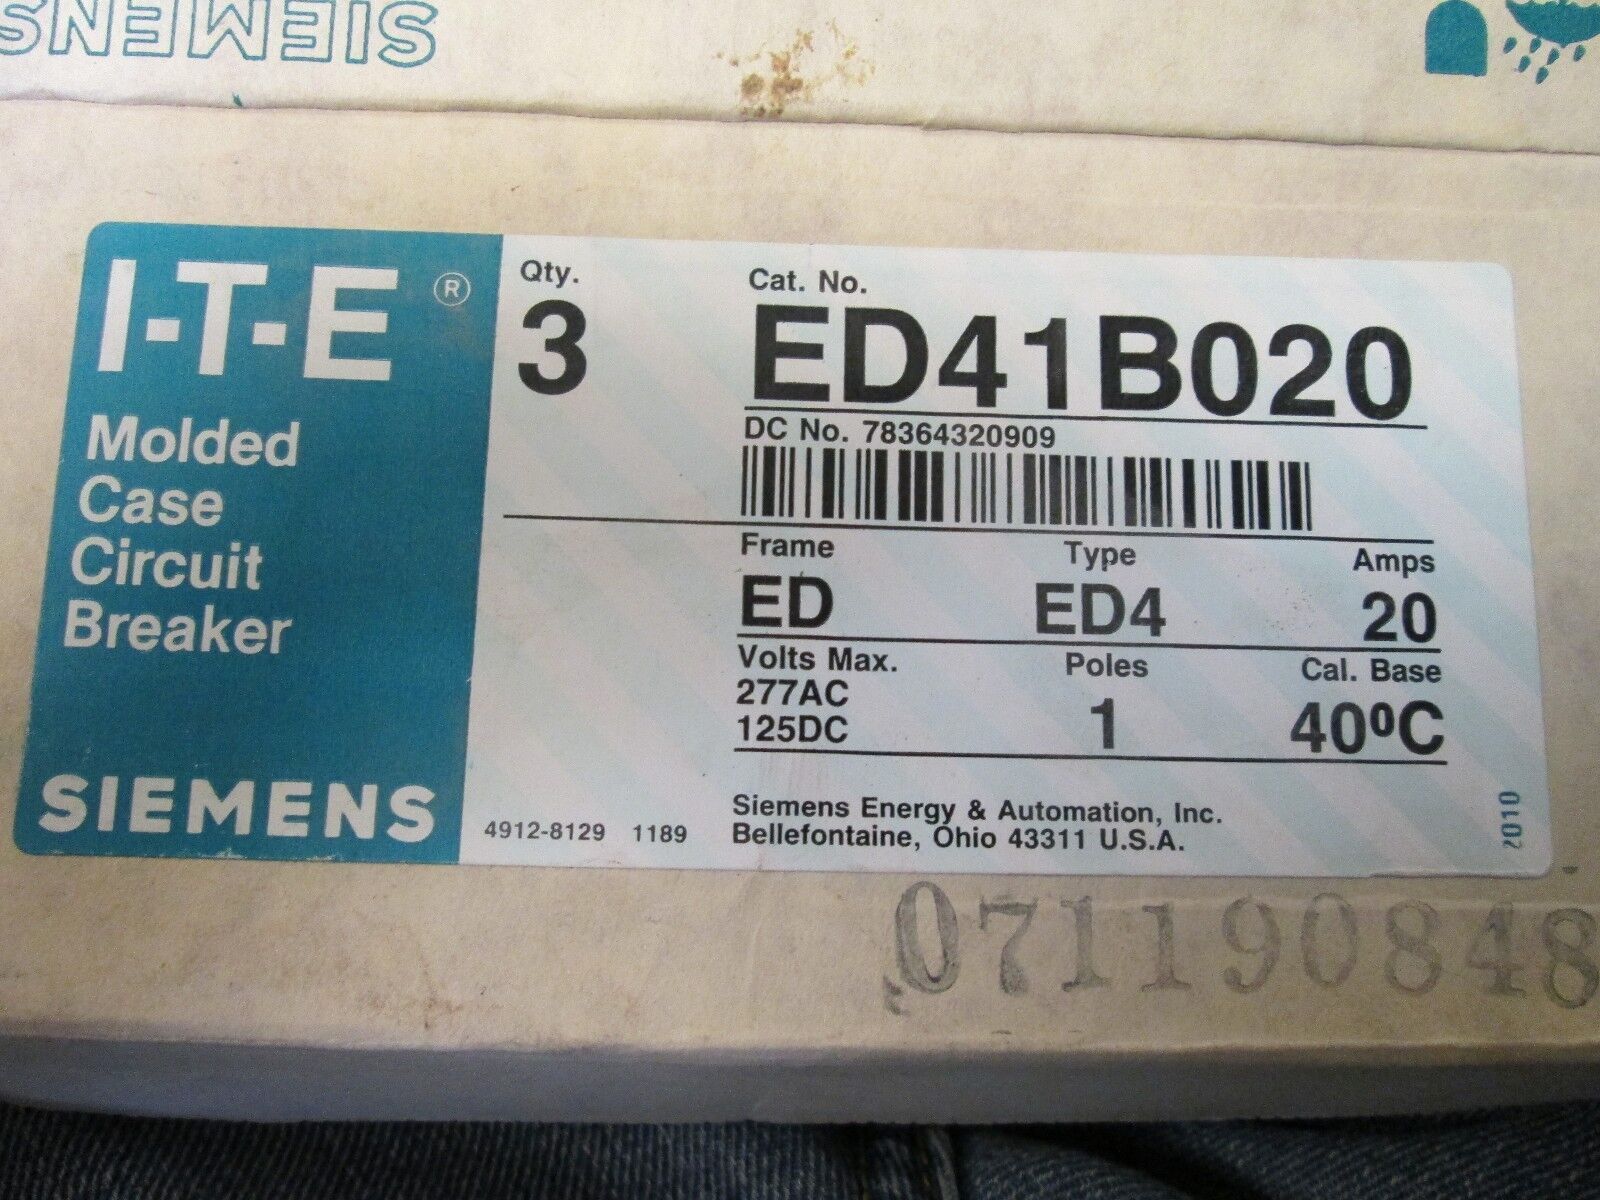 SIEMENS
I-T-E ®
Molded
Case
Circuit
Breaker
SIEMENS
Qty.
3
Cat. No.
ED41B020
DC No. 78364320909
Frame Type Amps
ED ED4 20
Volts Max. Poles Cal. Base
277AC
125DC
1 40ºC
4912-8129 1189
Siemens Energy & Automation, Inc.
Bellefontaine, Ohio 43311 U.S.A.
2010
071190848